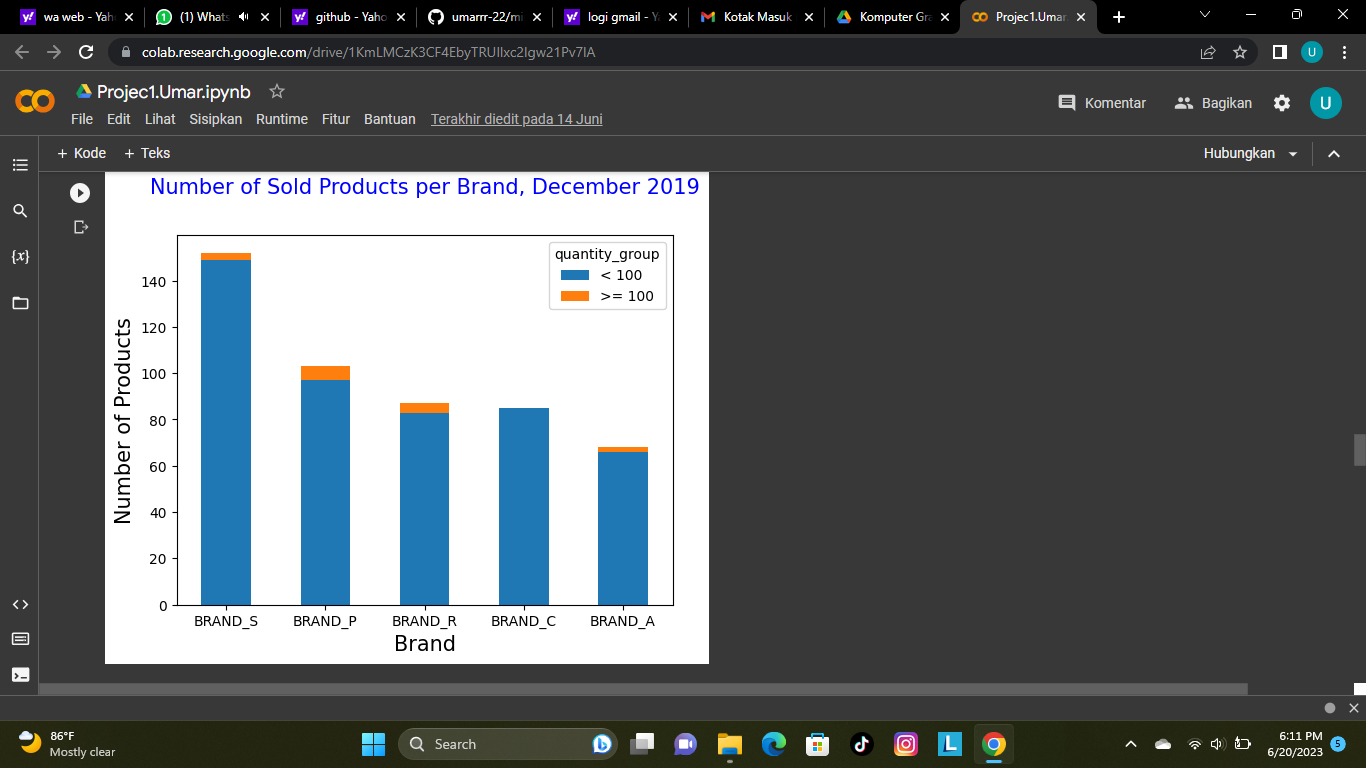 wa web - Yah
(1) Whats
github - Yaho
umarrr-22/mi
logi gmail - Y
Kotak Masuk
Komputer Gra
Projec1.Umar
colab.research.google.com/drive/
Projec1.Umar.ipynb
Komentar
Bagikan
U
File Edit Lihat Sisipkan Runtime Fitur Bantuan Terakhir diedit pada 14 Juni
+ Kode + Teks
Hubungkan
{x}
Number of Sold Products per Brand, December 2019
quantity_group
< 100
>= 100
140
120
100
80
60
40
20
0
Number of Products
BRAND_S BRAND_P BRAND_R BRAND_C BRAND_A
Brand
86°F
Mostly clear
Search
6:11 PM
6/20/2023
5